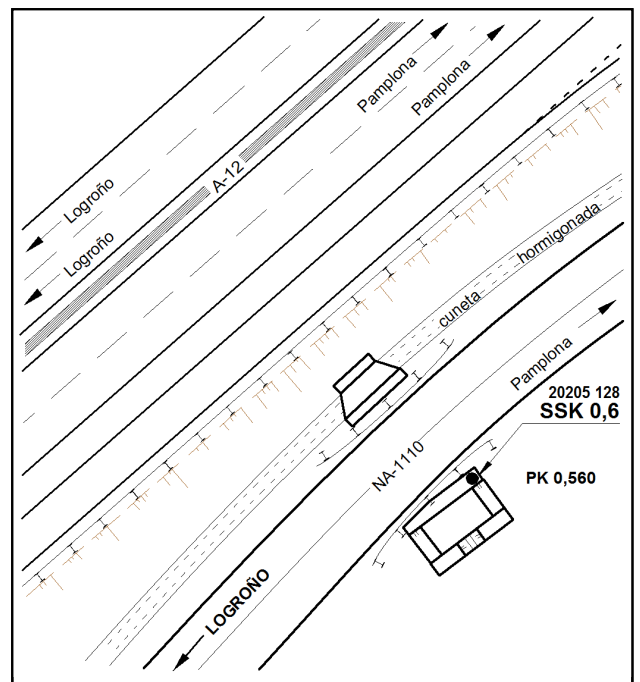 Pamplona
Pamplona
A-12
Logroño
Logroño
hormigonada
cuneta
Pamplona
20205 128
SSK 0,6
NA-1110
PK 0,560
LOGROÑO